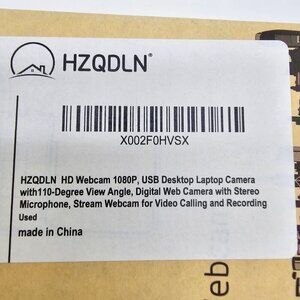 HZQDLN®
X002F0HVSX
HZQDLN HD Webcam 1080P, USB Desktop Laptop Camera
with110-Degree View Angle, Digital Web Camera with Stereo
Microphone, Stream Webcam for Video Calling and Recording
Used
made in China